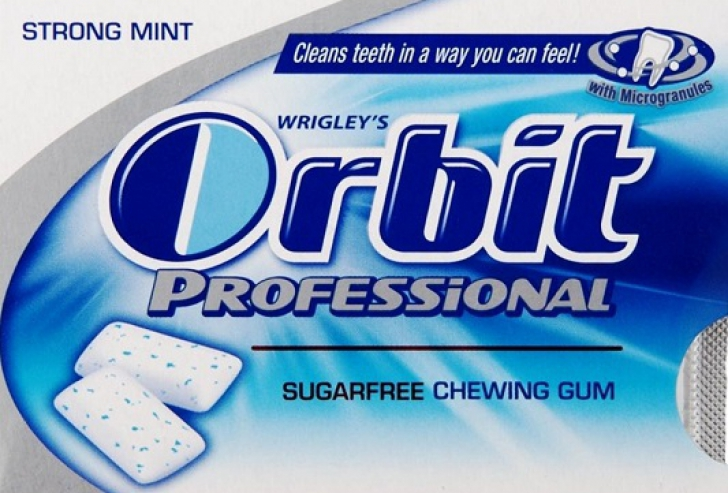 STRONG MINT
Cleans teeth in a way you can feel!
with Microgranules
WRIGLEY'S
Orbit
PROFESSiONAL
SUGARFREE CHEWING GUM